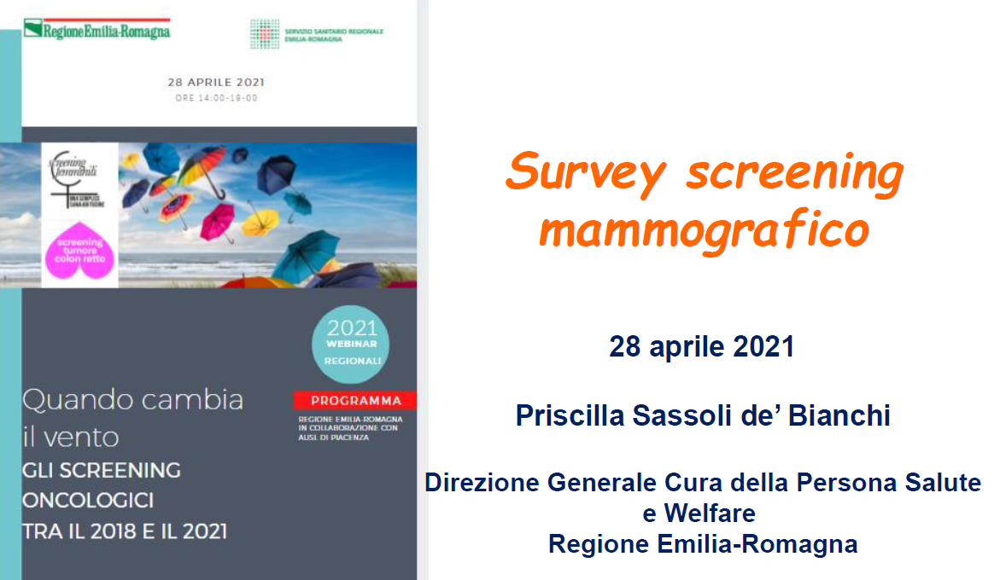 RegioneEmilia-Romagna
SERVIZIO SANITARIO REGIONALE
EMILIA-ROMAGNA
28 APRILE 2021
ORE 14:00-18-00
screening
femminili
UNA SEMPLICE
SANA ABITUDINE
screening
tumore
colon retto
2021
WEBINAR
REGIONALI
PROGRAMMA
REGIONE EMILIA-ROMAGNA
IN COLLABORAZIONE CON
AUSL DI PIACENZA
Quando cambia
il vento
GLI SCREENING
ONCOLOGICI
TRA IL 2018 E IL 2021
Survey screening
mammografico
28 aprile 2021
Priscilla Sassoli de’ Bianchi
Direzione Generale Cura della Persona Salute
e Welfare
Regione Emilia-Romagna